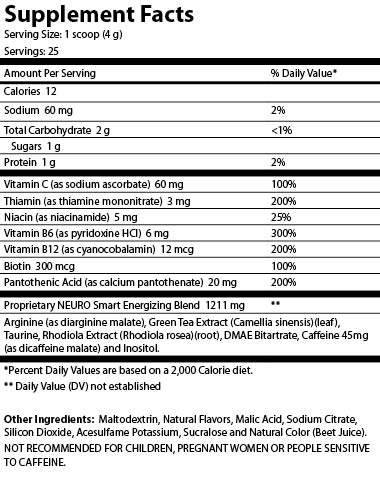 Supplement Facts
Serving Size: 1 scoop (4 g)
Servings: 25
Amount Per Serving % Daily Value*
Calories 12
Sodium 60 mg 2%
Total Carbohydrate 2 g <1%
Sugars 1 g
Protein 1 g 2%
Vitamin C (as sodium ascorbate) 60 mg 100%
Thiamin (as thiamine mononitrate) 3 mg 200%
Niacin (as niacinamide) 5 mg 25%
Vitamin B6 (as pyridoxine HCl) 6 mg 300%
Vitamin B12 (as cyanocobalamin) 12 mcg 200%
Biotin 300 mcg 100%
Pantothenic Acid (as calcium pantothenate) 20 mg 200%
Proprietary NEURO Smart Energizing Blend 1211 mg **
Arginine (as diarginine malate), Green Tea Extract (Camellia sinensis)(leaf),
Taurine, Rhodiola Extract (Rhodiola rosea)(root), DMAE Bitartrate, Caffeine 45mg
(as dicaffeine malate) and Inositol.
*Percent Daily Values are based on a 2,000 Calorie diet.
** Daily Value (DV) not established
Other Ingredients: Maltodextrin, Natural Flavors, Malic Acid, Sodium Citrate,
Silicon Dioxide, Acesulfame Potassium, Sucralose and Natural Color (Beet Juice).
NOT RECOMMENDED FOR CHILDREN, PREGNANT WOMEN OR PEOPLE SENSITIVE
TO CAFFEINE.